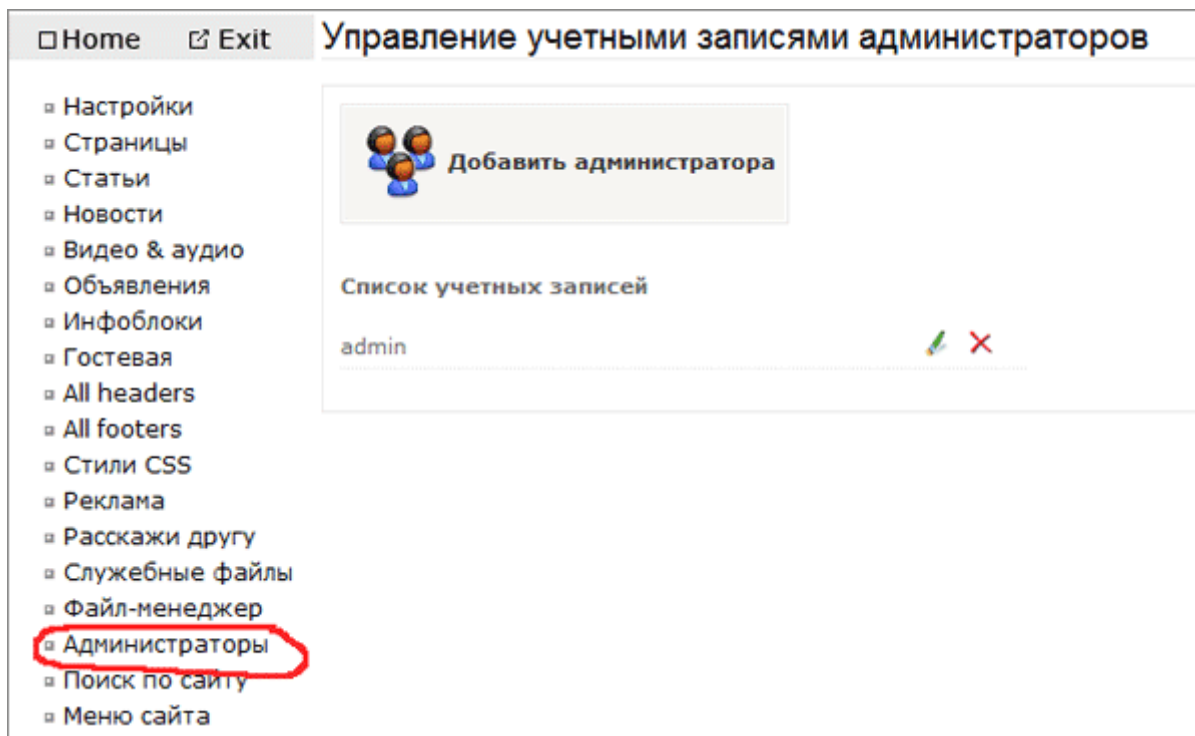 Home Exit
Управление учетными записями администраторов
Настройки
Страницы
Статьи
Новости
Видео & аудио
Объявления
Инфоблоки
Гостевая
All headers
All footers
Стили CSS
Реклама
Расскажи другу
Служебные файлы
Файл-менеджер
Администраторы
Поиск по сайту
Меню сайта
Добавить администратора
Список учетных записей
admin